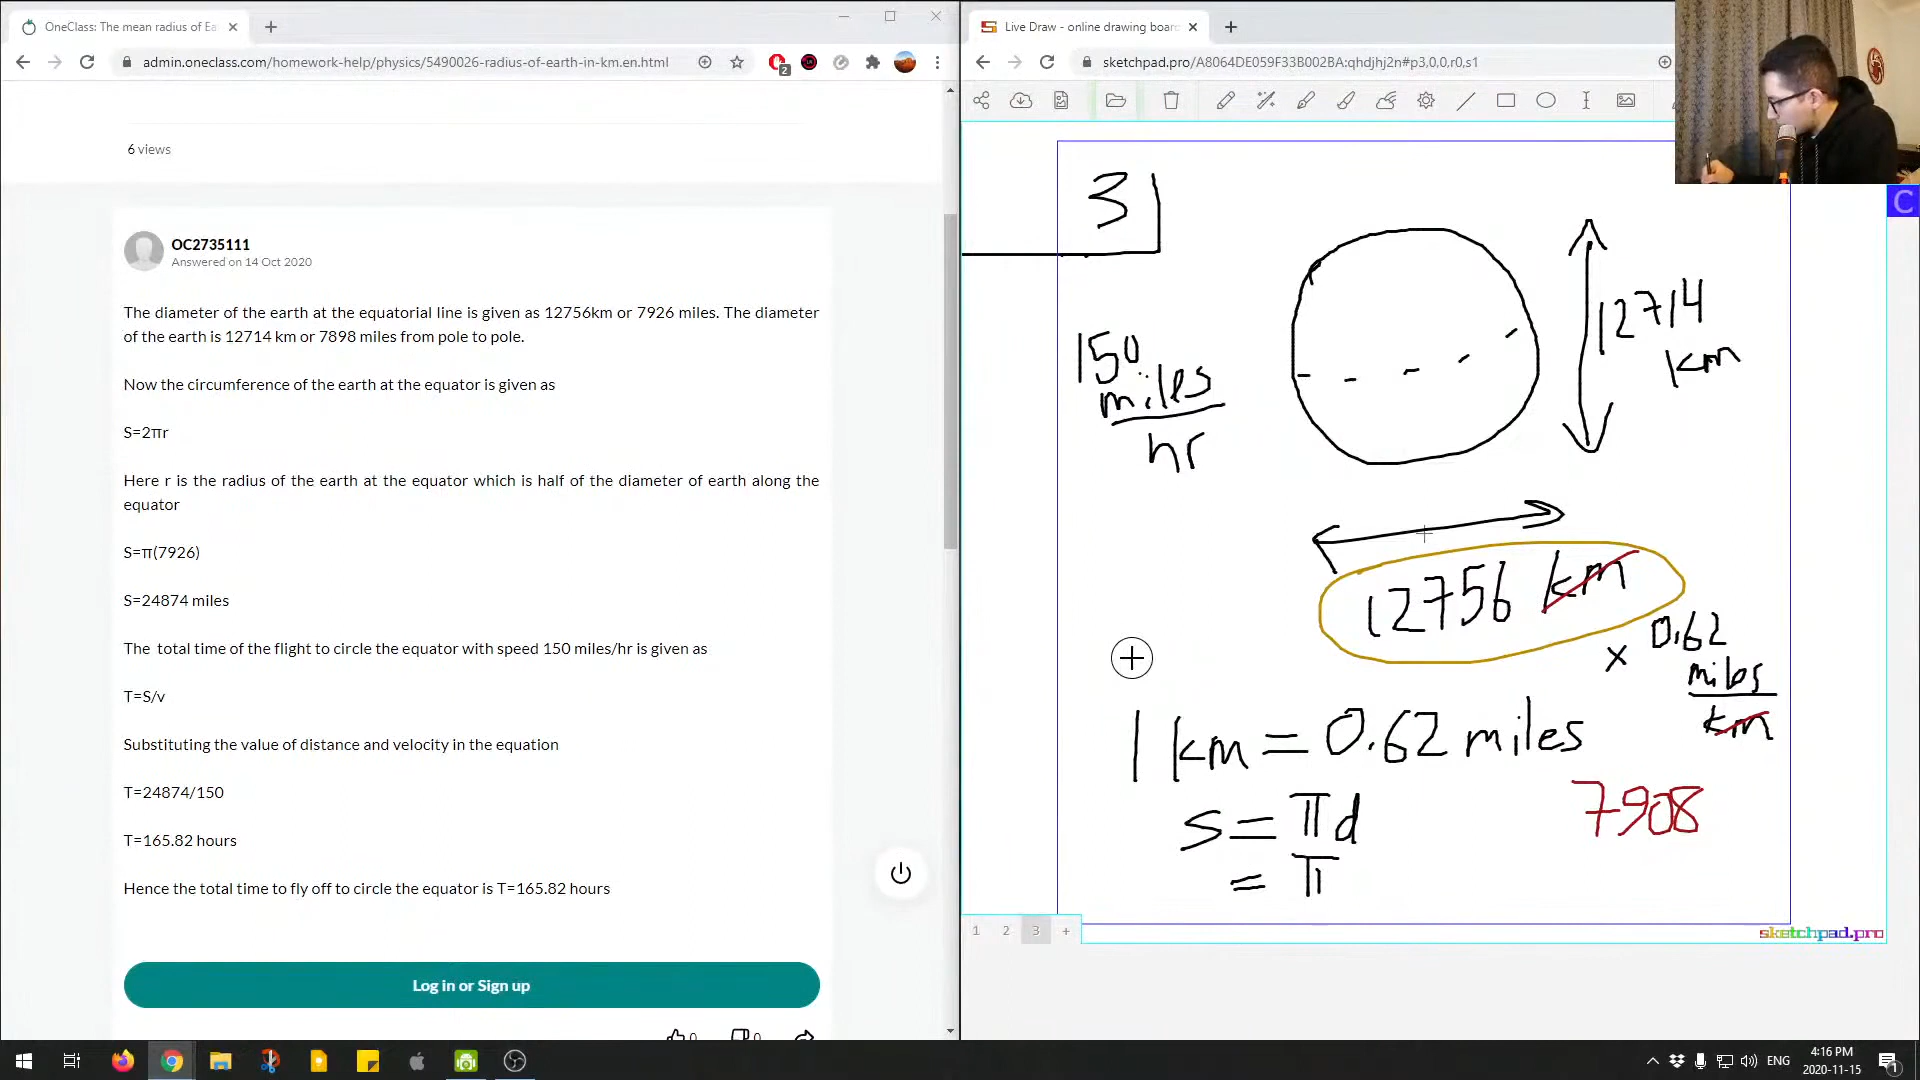 OneClass: The mean radius of Ea
admin.oneclass.com/homework-help/physics/5490026-radius-of-earth-in-km.en.html
2
6 views
OC2735111
Answered on 14 Oct 2020
The diameter of the earth at the equatorial line is given as 12756km or 7926 miles. The diameter
of the earth is 12714 km or 7898 miles from pole to pole.
Now the circumference of the earth at the equator is given as
S=2πr
Here r is the radius of the earth at the equator which is half of the diameter of earth along the
equator
S=π(7926)
S=24874 miles
The total time of the flight to circle the equator with speed 150 miles/hr is given as
T=S/v
Substituting the value of distance and velocity in the equation
T=24874/150
T=165.82 hours
Hence the total time to fly off to circle the equator is T=165.82 hours
Log in or Sign up
0
0
Live Draw - online drawing board
sketchpad.pro/A8064DE059F33B002BA:qhdjhj2n#p3,0,0,r0,s1
C
3
150
miles
hr
12714
km
12756 km
x 0.62
miles
km
1 km = 0.62 miles
s = πd
= π
7908
1 2 3 +
sketchpad.pro
ENG
4:16 PM
2020-11-15
1